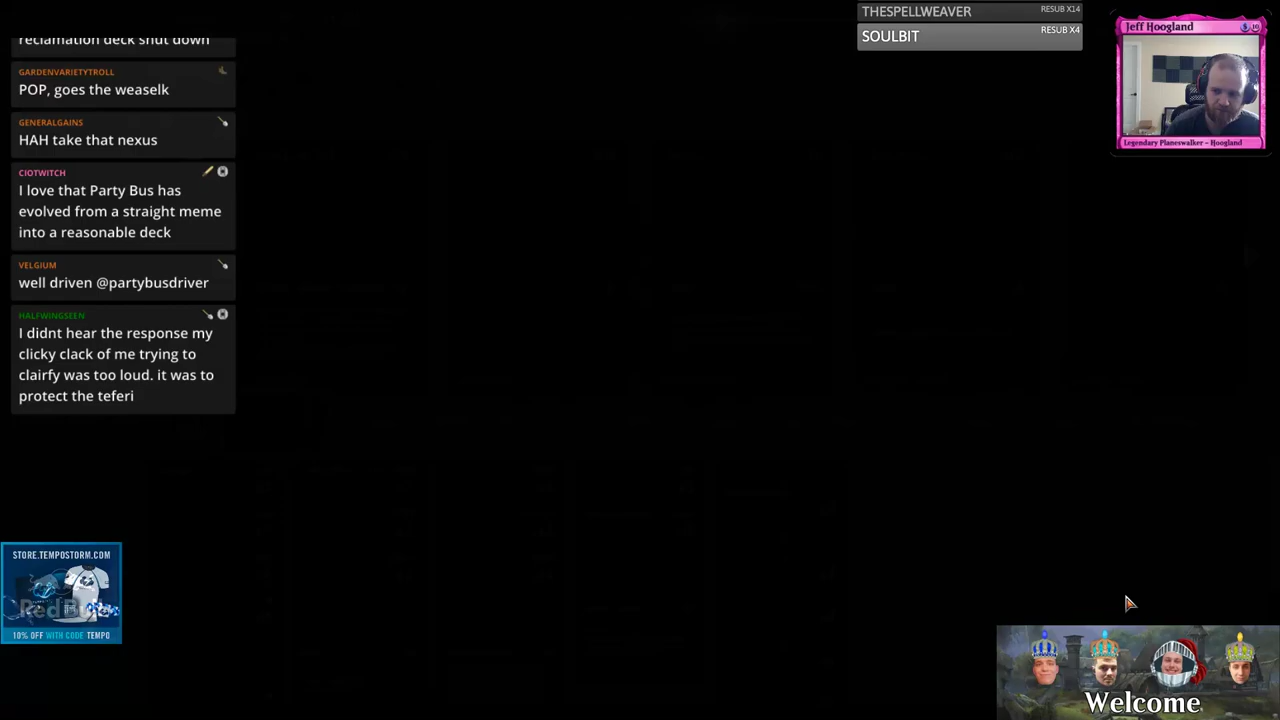 reclamation deck shut down
GARDENVARIETYTROLL
POP, goes the weaselk
GENERALGAINS
HAH take that nexus
CIOTWITCH
I love that Party Bus has
evolved from a straight meme
into a reasonable deck
VELGIUM
well driven @partybusdriver
HALFWINGSEEN
I didnt hear the response my
clicky clack of me trying to
clairfy was too loud. it was to
protect the teferi
THESPELLWEAVER RESUB X14
SOULBIT RESUB X4
Jeff Hoogland 10
Legendary Planeswalker – Hoogland
STORE.TEMPOSTORM.COM
RedBull
10% OFF WITH CODE TEMPO
Welcome